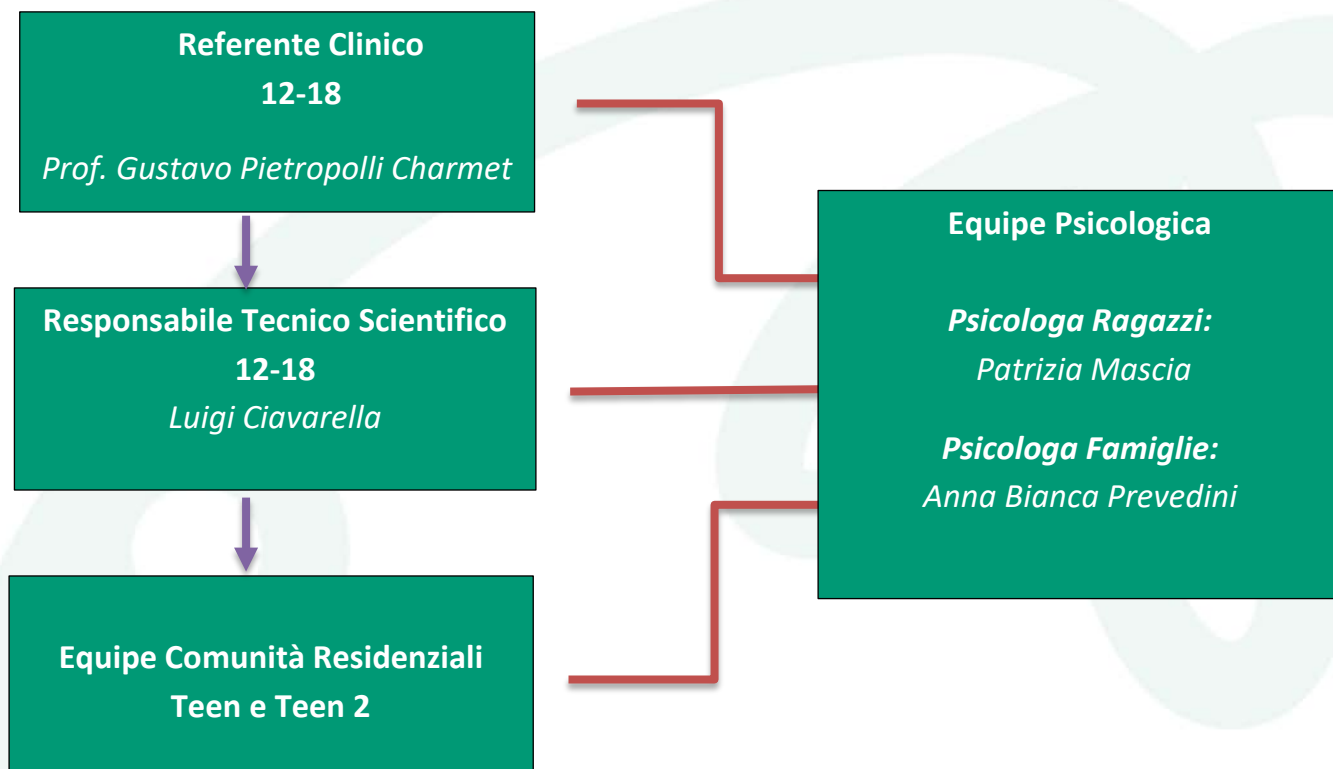 Referente Clinico
12-18
Prof. Gustavo Pietropolli Charmet
Responsabile Tecnico Scientifico
12-18
Luigi Ciavarella
Equipe Comunità Residenziali
Teen e Teen 2
Equipe Psicologica
Psicologa Ragazzi:
Patrizia Mascia
Psicologa Famiglie:
Anna Bianca Prevedini